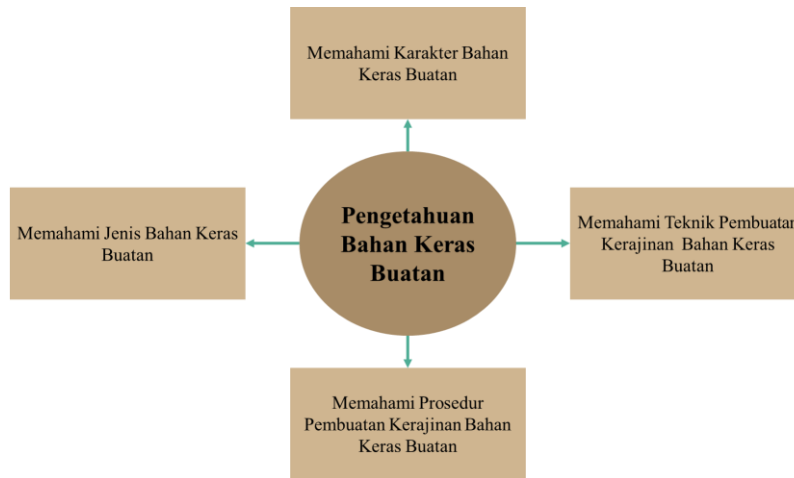 Memahami Karakter Bahan
Keras Buatan
Memahami Jenis Bahan Keras
Buatan
Pengetahuan
Bahan Keras
Buatan
Memahami Teknik Pembuatan
Kerajinan Bahan Keras
Buatan
Memahami Prosedur
Pembuatan Kerajinan Bahan
Keras Buatan